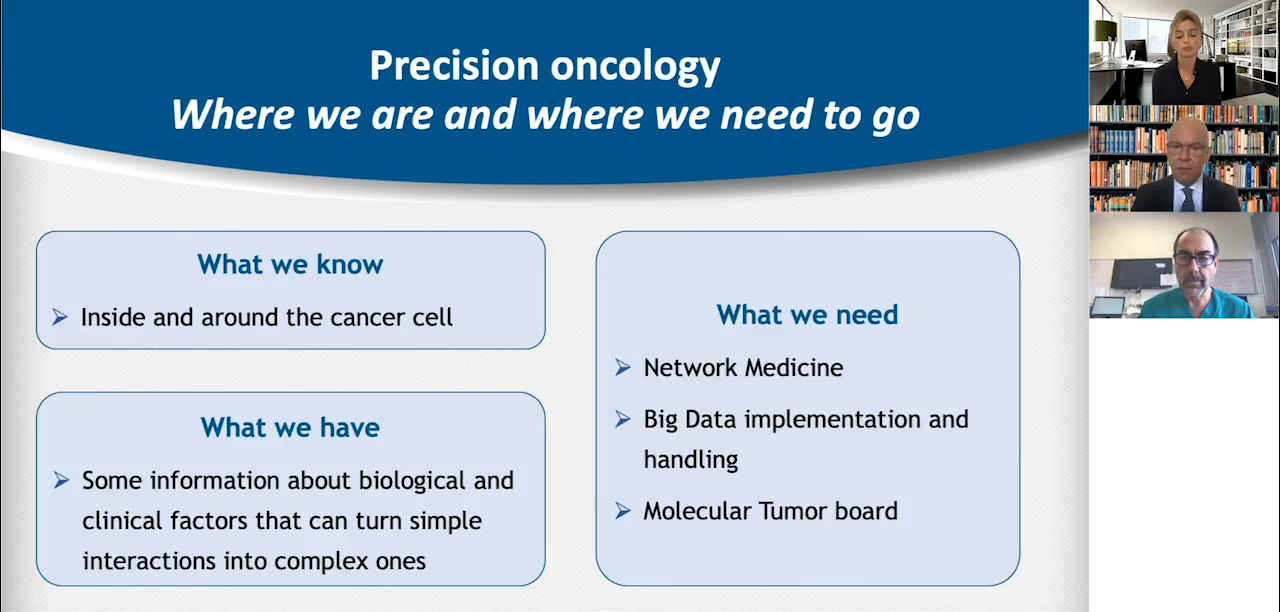 Precision oncology
Where we are and where we need to go
What we know
Inside and around the cancer cell
What we have
Some information about biological and
clinical factors that can turn simple
interactions into complex ones
What we need
Network Medicine
Big Data implementation and
handling
Molecular Tumor board